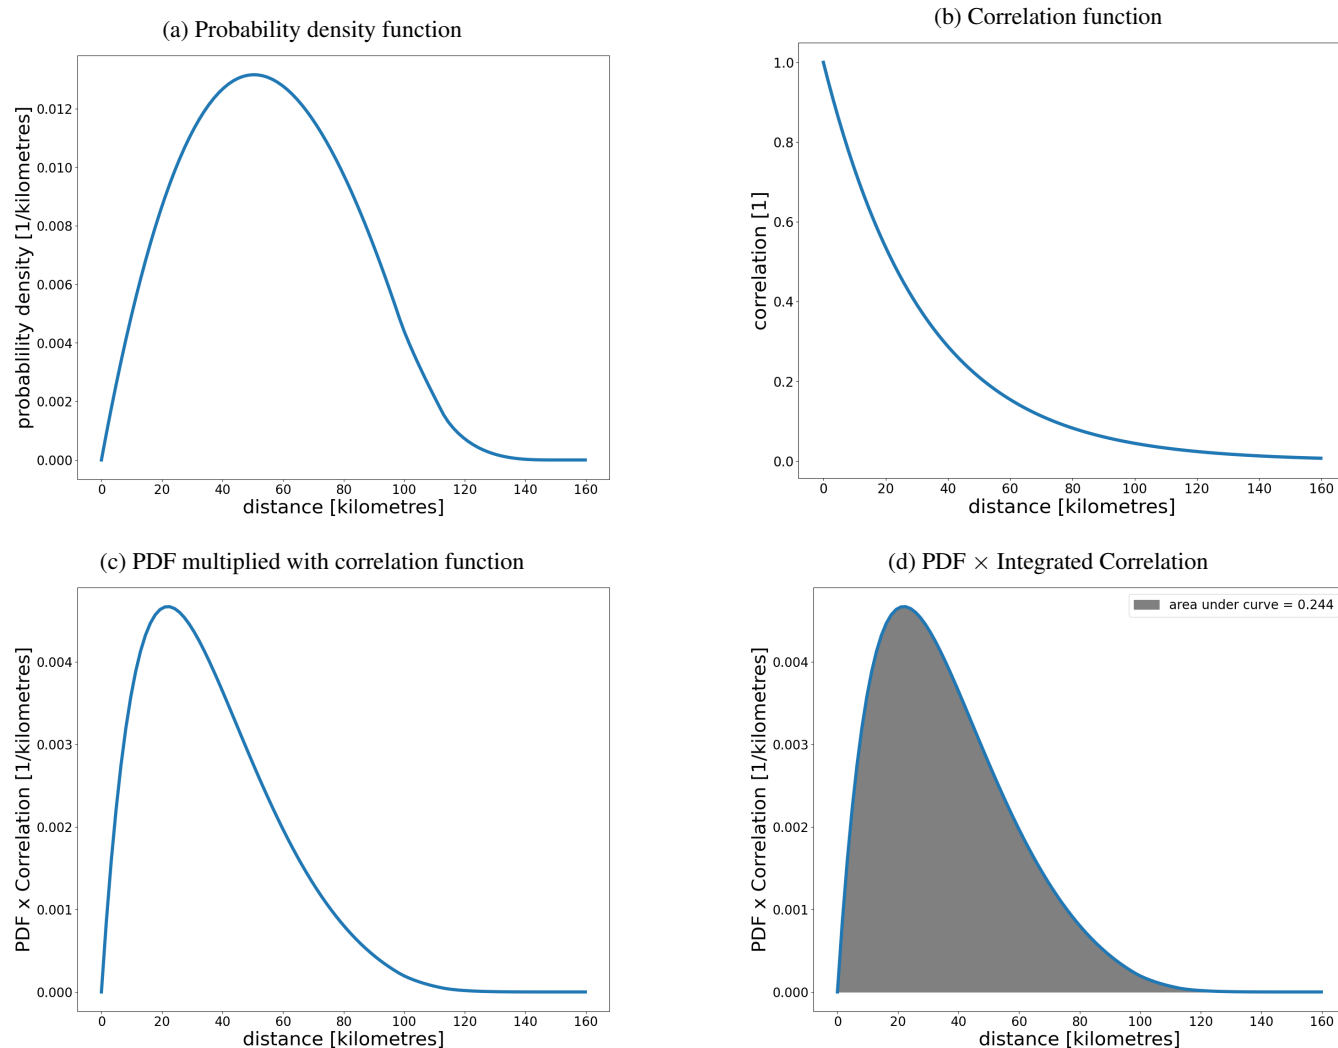 (a) Probability density function
probablility density [1/kilometres]
0.012
0.010
0.008
0.006
0.004
0.002
0.000
0 20 40 60 80 100 120 140 160
distance [kilometres]
(b) Correlation function
correlation [1]
1.0
0.8
0.6
0.4
0.2
0.0
0 20 40 60 80 100 120 140 160
distance [kilometres]
(c) PDF multiplied with correlation function
PDF x Correlation [1/kilometres]
0.004
0.003
0.002
0.001
0.000
0 20 40 60 80 100 120 140 160
distance [kilometres]
(d) PDF × Integrated Correlation
area under curve = 0.244
PDF x Correlation [1/kilometres]
0.004
0.003
0.002
0.001
0.000
0 20 40 60 80 100 120 140 160
distance [kilometres]